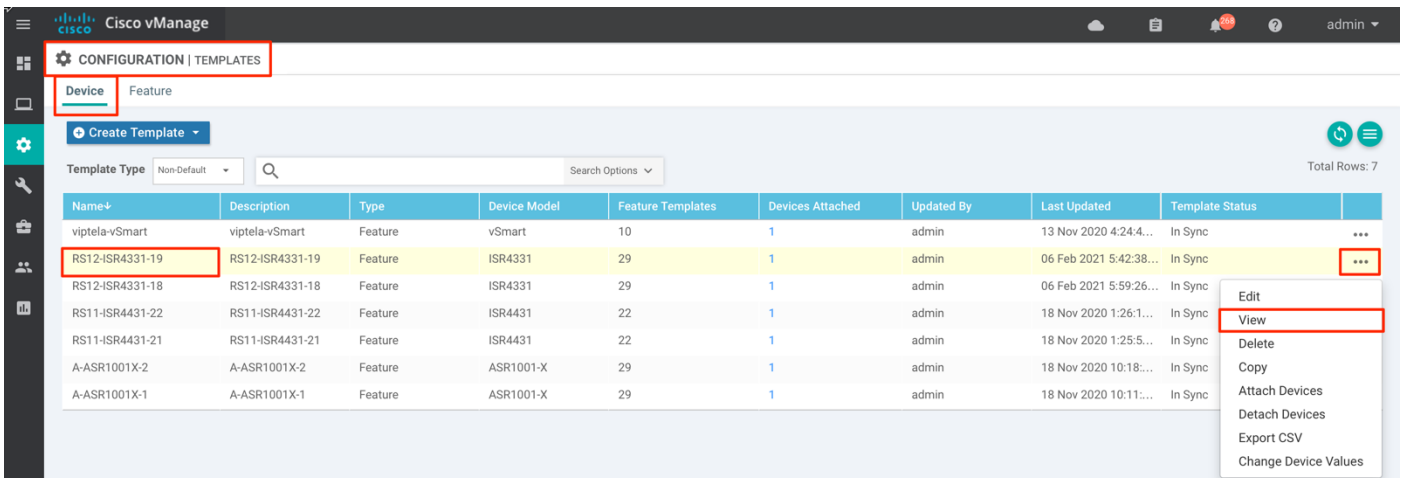 cisco Cisco vManage 268 admin
CONFIGURATION | TEMPLATES
Device Feature
Create Template
Template Type Non-Default Search Options Total Rows: 7
Name Description Type Device Model Feature Templates Devices Attached Updated By Last Updated Template Status
viptela-vSmart viptela-vSmart Feature vSmart 10 1 admin 13 Nov 2020 4:24:4... In Sync
RS12-ISR4331-19 RS12-ISR4331-19 Feature ISR4331 29 1 admin 06 Feb 2021 5:42:38... In Sync
RS12-ISR4331-18 RS12-ISR4331-18 Feature ISR4331 29 1 admin 06 Feb 2021 5:59:26... In Sync
RS11-ISR4431-22 RS11-ISR4431-22 Feature ISR4431 22 1 admin 18 Nov 2020 1:26:1... In Sync
RS11-ISR4431-21 RS11-ISR4431-21 Feature ISR4431 22 1 admin 18 Nov 2020 1:25:5... In Sync
A-ASR1001X-2 A-ASR1001X-2 Feature ASR1001-X 29 1 admin 18 Nov 2020 10:18:... In Sync
A-ASR1001X-1 A-ASR1001X-1 Feature ASR1001-X 29 1 admin 18 Nov 2020 10:11:... In Sync
Edit
View
Delete
Copy
Attach Devices
Detach Devices
Export CSV
Change Device Values